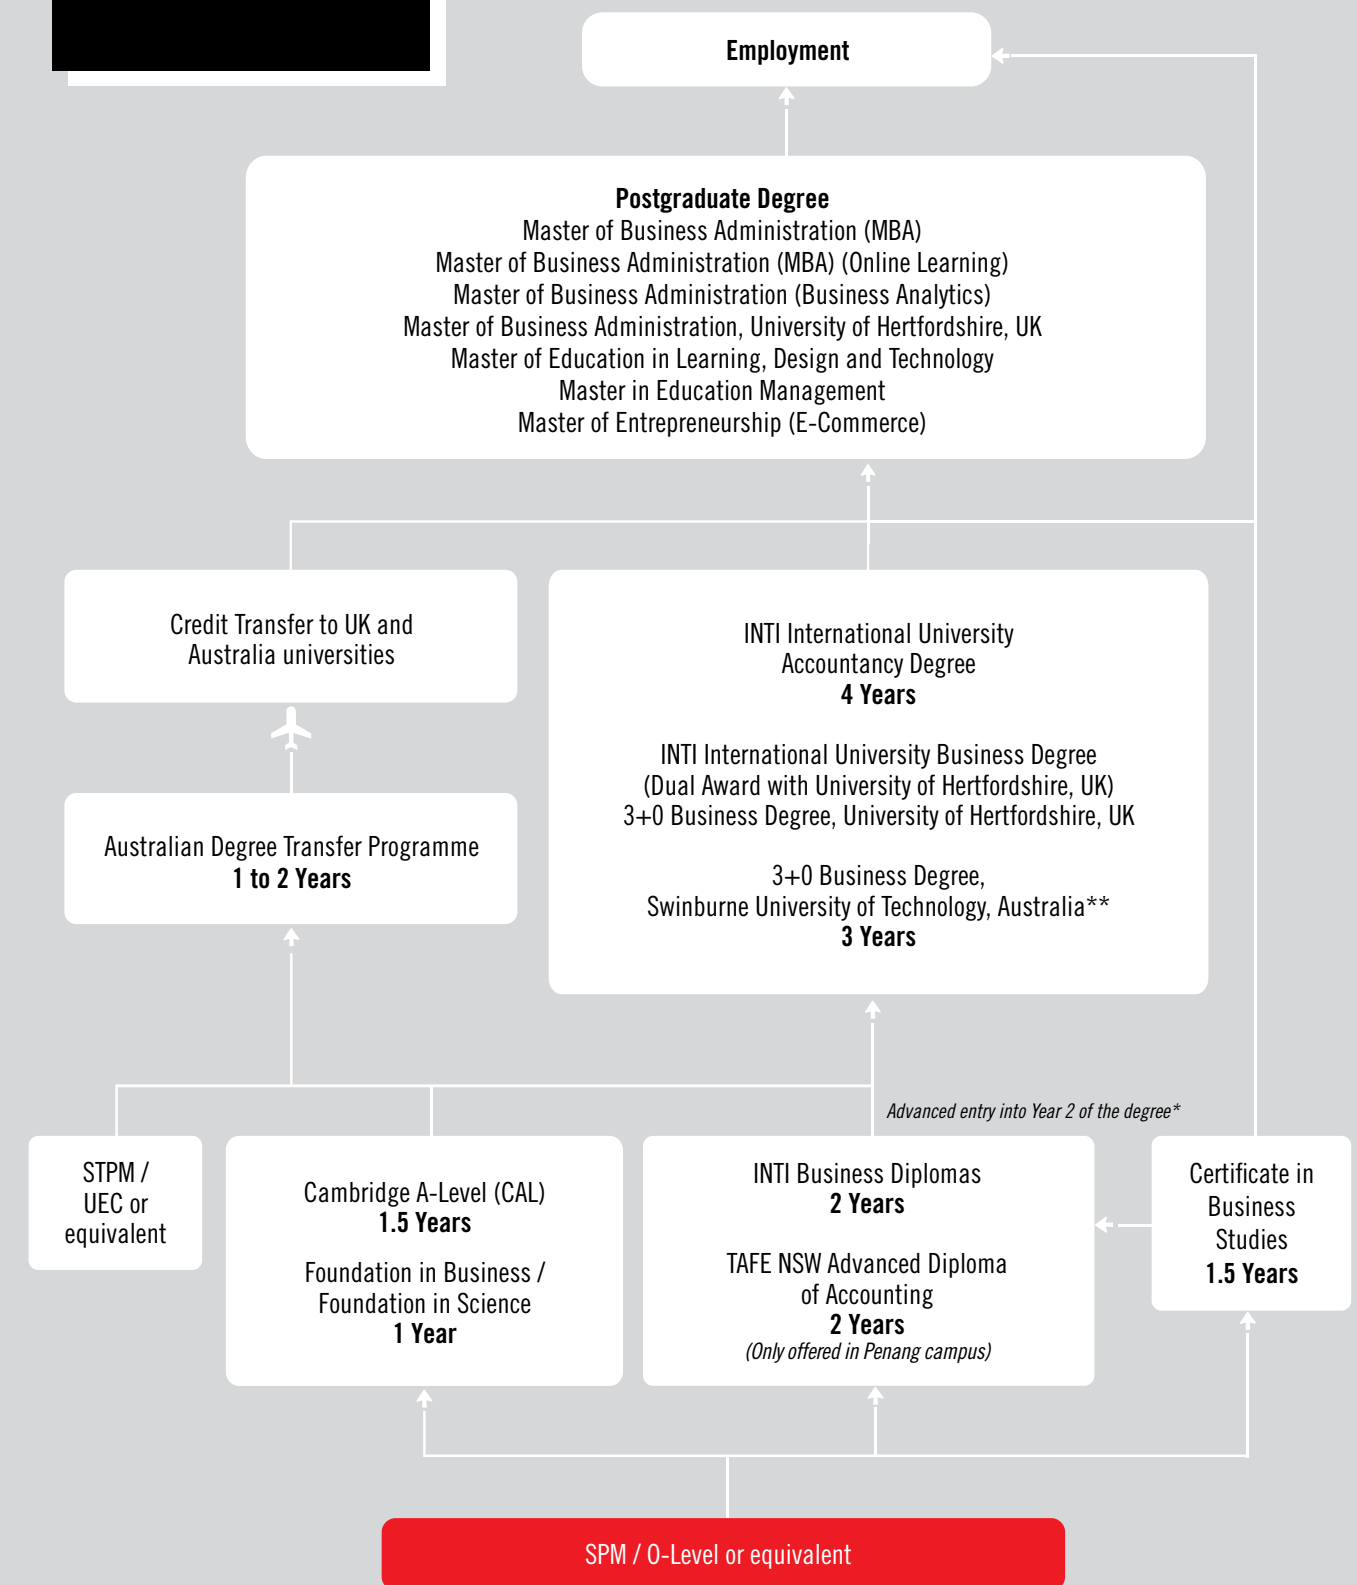 Employment
Postgraduate Degree
Master of Business Administration (MBA)
Master of Business Administration (MBA) (Online Learning)
Master of Business Administration (Business Analytics)
Master of Business Administration, University of Hertfordshire, UK
Master of Education in Learning, Design and Technology
Master in Education Management
Master of Entrepreneurship (E-Commerce)
Credit Transfer to UK and
Australia universities
INTI International University
Accountancy Degree
4 Years
INTI International University Business Degree
(Dual Award with University of Hertfordshire, UK)
3+0 Business Degree, University of Hertfordshire, UK
3+0 Business Degree,
Swinburne University of Technology, Australia**
3 Years
Australian Degree Transfer Programme
1 to 2 Years
Advanced entry into Year 2 of the degree*
STPM /
UEC or
equivalent
Cambridge A-Level (CAL)
1.5 Years
Foundation in Business /
Foundation in Science
1 Year
INTI Business Diplomas
2 Years
TAFE NSW Advanced Diploma
of Accounting
2 Years
(Only offered in Penang campus)
Certificate in
Business
Studies
1.5 Years
SPM / O-Level or equivalent